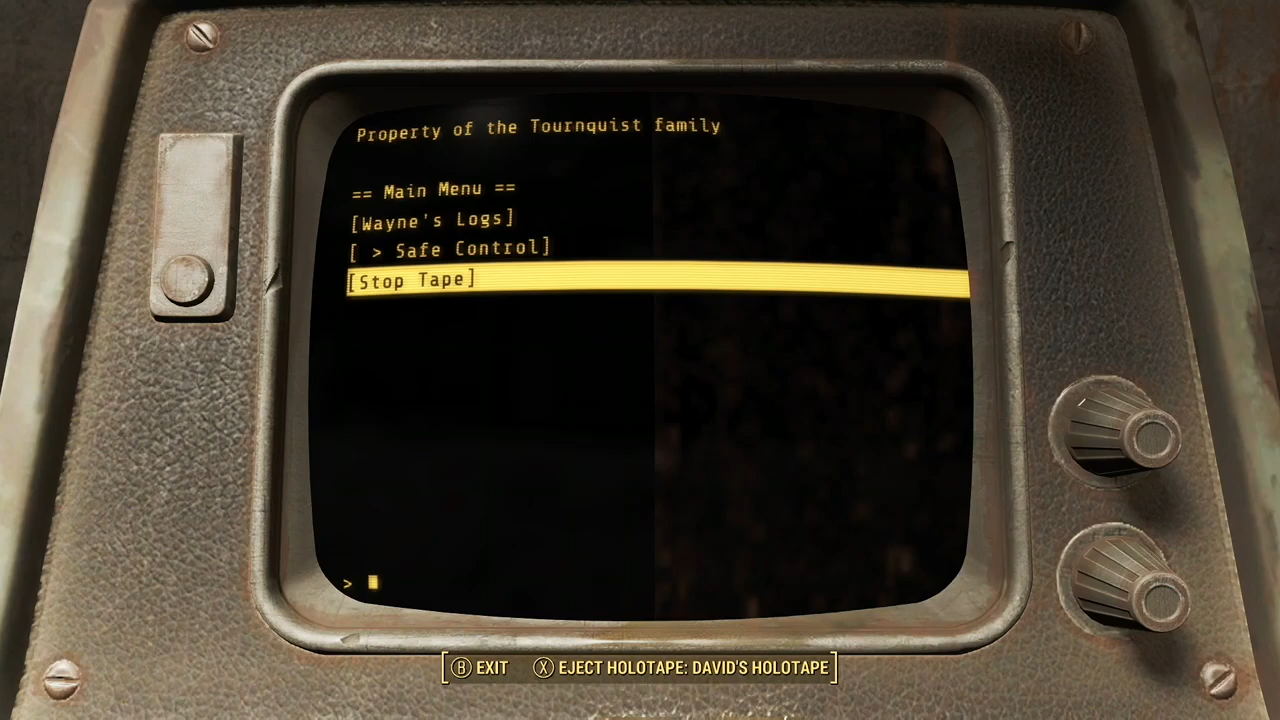 Property of the Tournquist family
== Main Menu ==
[Wayne's Logs]
[ > Safe Control]
[Stop Tape]
>
(B) EXIT (X) EJECT HOLOTAPE: DAVID'S HOLOTAPE